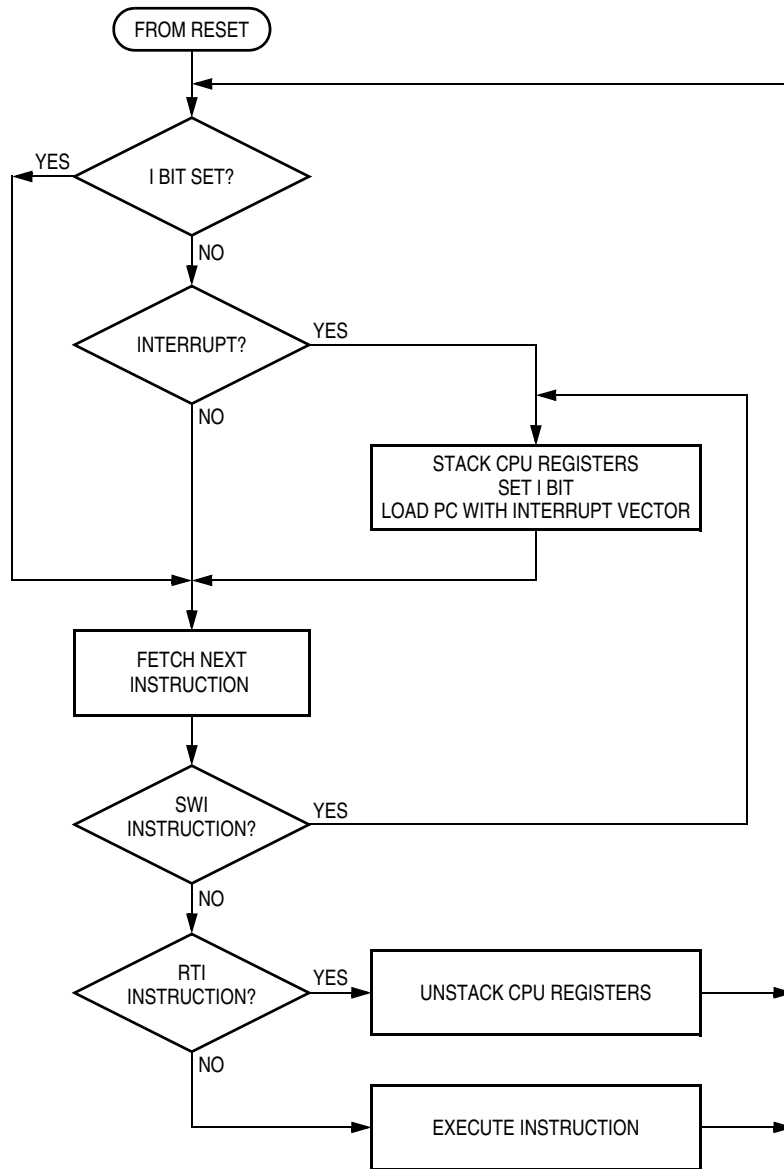 FROM RESET
YES
I BIT SET?
NO
INTERRUPT?
YES
NO
STACK CPU REGISTERS
SET I BIT
LOAD PC WITH INTERRUPT VECTOR
FETCH NEXT
INSTRUCTION
SWI
INSTRUCTION?
YES
NO
RTI
INSTRUCTION?
YES
UNSTACK CPU REGISTERS
NO
EXECUTE INSTRUCTION